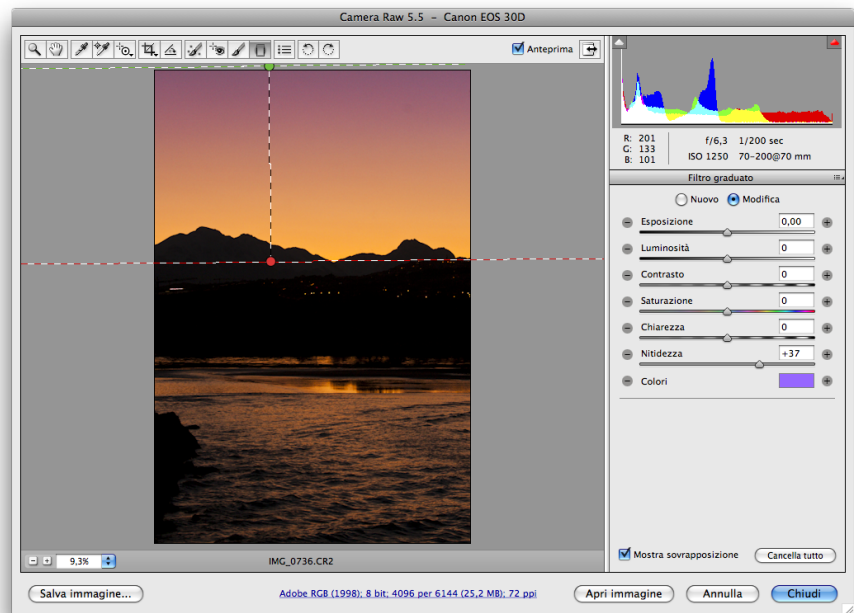 Camera Raw 5.5 – Canon EOS 30D
Anteprima
R: 201
G: 133
B: 101
f/6,3 1/200 sec
ISO 1250 70-200@70 mm
Filtro graduato
Nuovo Modifica
Esposizione 0,00
Luminosità 0
Contrasto 0
Saturazione 0
Chiarezza 0
Nitidezza +37
Colori
Mostra sovrapposizione Cancella tutto
9,3% IMG_0736.CR2
Salva immagine... Adobe RGB (1998); 8 bit; 4096 per 6144 (25,2 MB); 72 ppi Apri immagine Annulla Chiudi